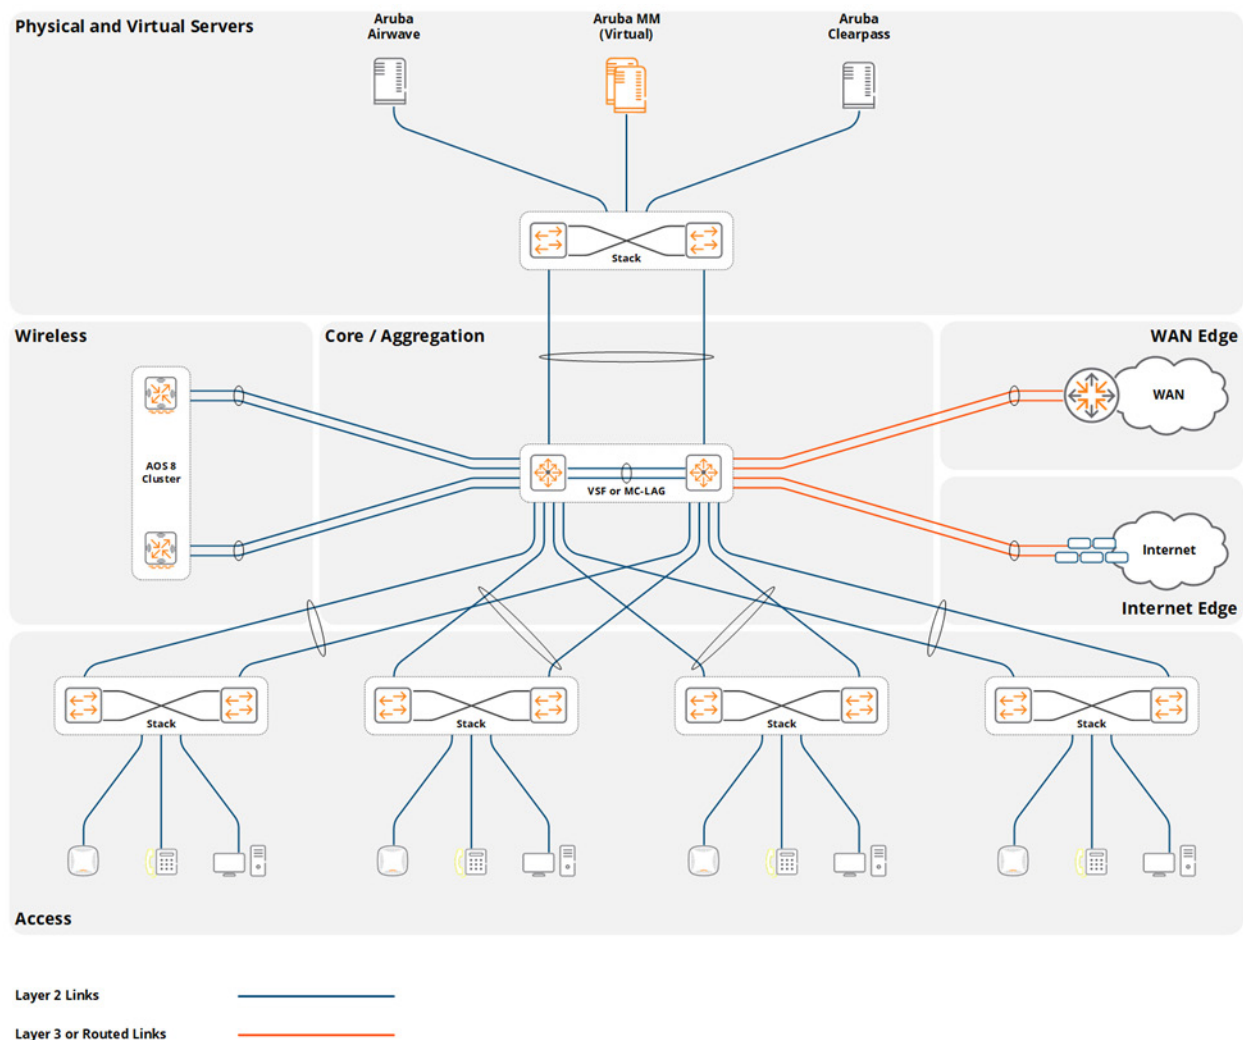 Physical and Virtual Servers
Aruba
Airwave
Aruba MM
(Virtual)
Aruba
Clearpass
Stack
Wireless
Core / Aggregation
WAN Edge
WAN
AOS 8
Cluster
VSF or MC-LAG
Internet
Internet Edge
Stack
Stack
Stack
Stack
Access
Layer 2 Links
Layer 3 or Routed Links